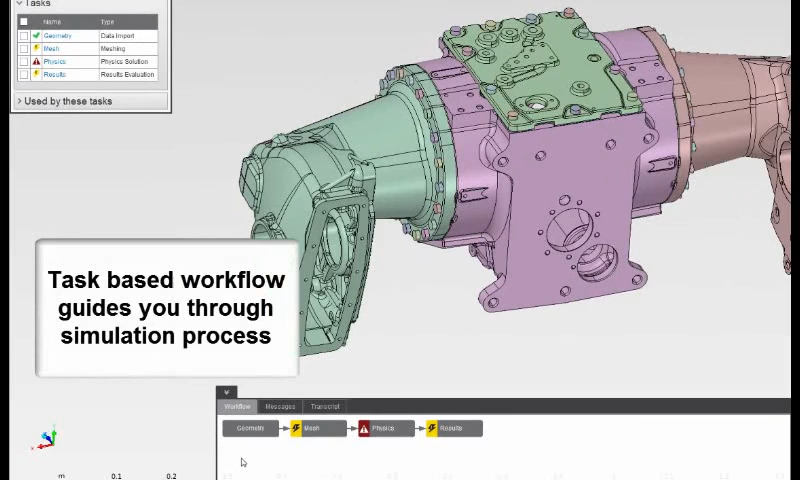 Tasks
Name Type
Geometry Data Import
Mesh Meshing
Physics Physics Solution
Results Results Evaluation
Used by these tasks
Task based workflow
guides you through
simulation process
Workflow Messages Transcript
Geometry Mesh Physics Results
m 0.1 0.2